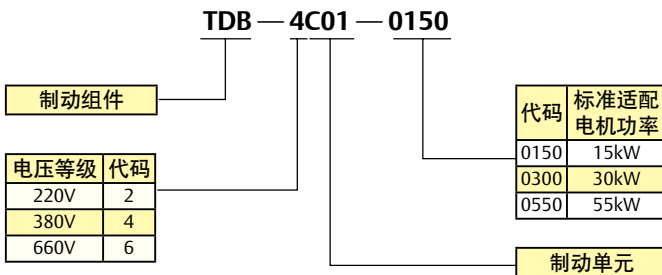 TDB — 4C01 — 0150
制动组件
电压等级 代码
220V 2
380V 4
660V 6
代码 标准适配电机功率
0150 15kW
0300 30kW
0550 55kW
制动单元